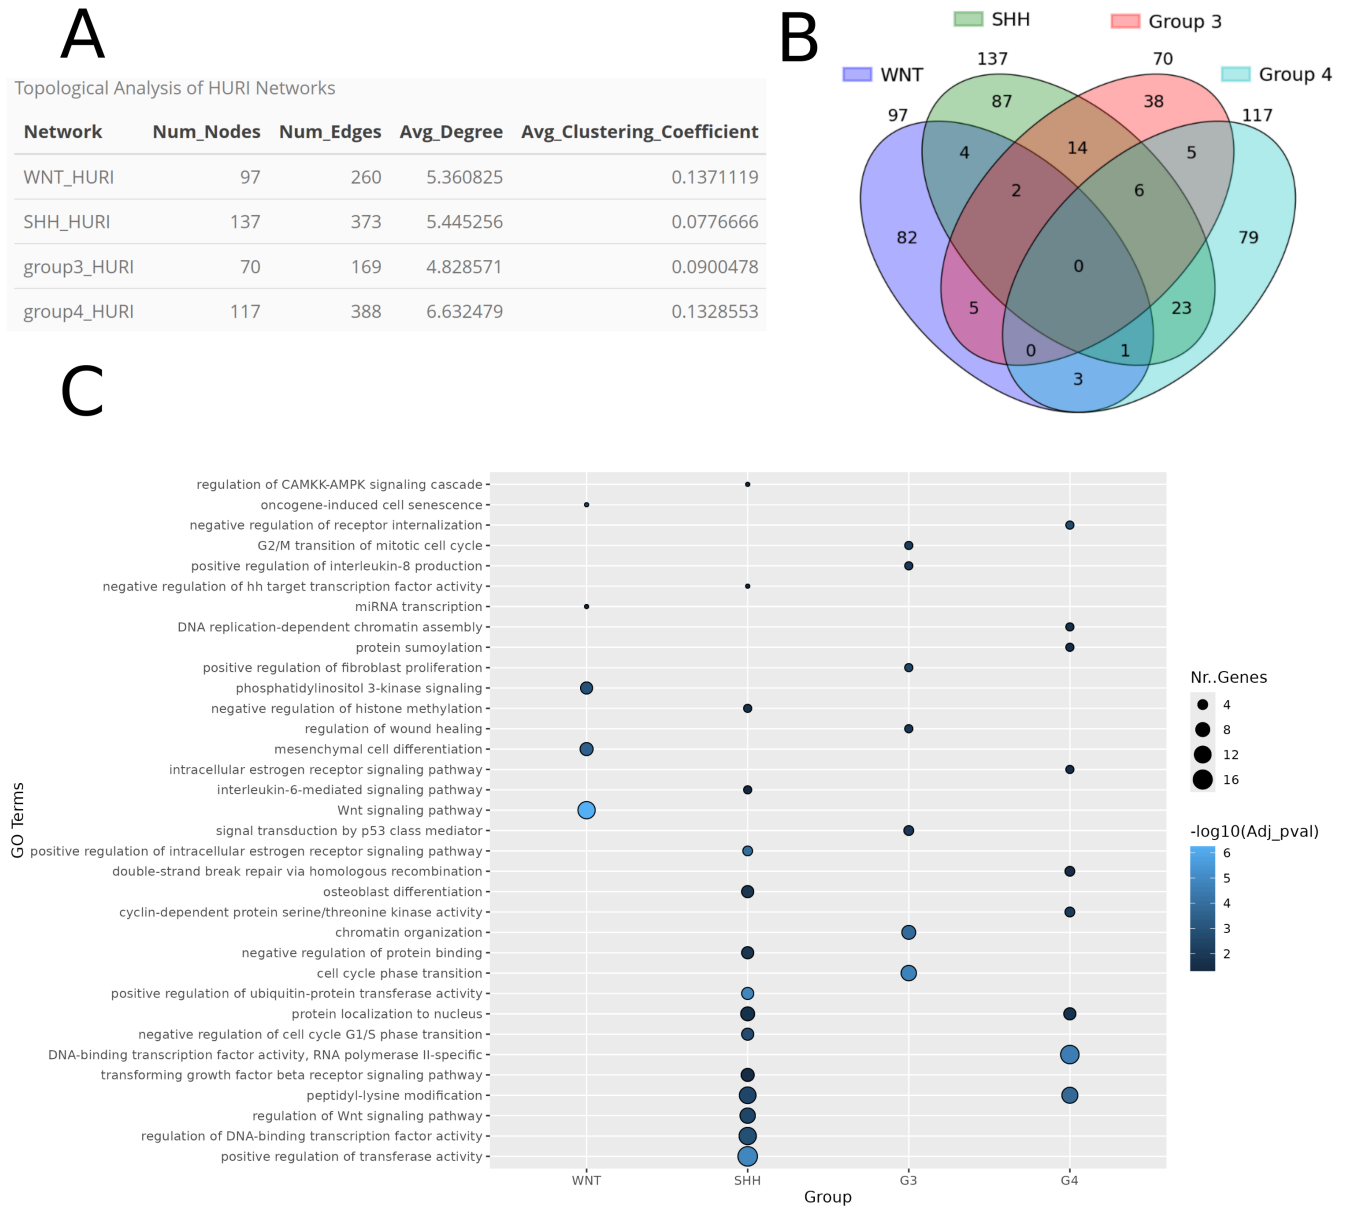 A
Topological Analysis of HURI Networks
Network Num_Nodes Num_Edges Avg_Degree Avg_Clustering_Coefficient
WNT_HURI 97 260 5.360825 0.1371119
SHH_HURI 137 373 5.445256 0.0776666
group3_HURI 70 169 4.828571 0.0900478
group4_HURI 117 388 6.632479 0.1328553
B
SHH Group 3
137 70
WNT Group 4
97 117
87 38
4 14 5
2 6
82 79
0
5 23
0 1
3
C
GO Terms
regulation of CAMKK-AMPK signaling cascade
oncogene-induced cell senescence
negative regulation of receptor internalization
G2/M transition of mitotic cell cycle
positive regulation of interleukin-8 production
negative regulation of hh target transcription factor activity
miRNA transcription
DNA replication-dependent chromatin assembly
protein sumoylation
positive regulation of fibroblast proliferation
phosphatidylinositol 3-kinase signaling
negative regulation of histone methylation
regulation of wound healing
mesenchymal cell differentiation
intracellular estrogen receptor signaling pathway
interleukin-6-mediated signaling pathway
Wnt signaling pathway
signal transduction by p53 class mediator
positive regulation of intracellular estrogen receptor signaling pathway
double-strand break repair via homologous recombination
osteoblast differentiation
cyclin-dependent protein serine/threonine kinase activity
chromatin organization
negative regulation of protein binding
cell cycle phase transition
positive regulation of ubiquitin-protein transferase activity
protein localization to nucleus
negative regulation of cell cycle G1/S phase transition
DNA-binding transcription factor activity, RNA polymerase II-specific
transforming growth factor beta receptor signaling pathway
peptidyl-lysine modification
regulation of Wnt signaling pathway
regulation of DNA-binding transcription factor activity
positive regulation of transferase activity
WNT SHH G3 G4
Group
Nr..Genes
4
8
12
16
-log10(Adj_pval)
6
5
4
3
2